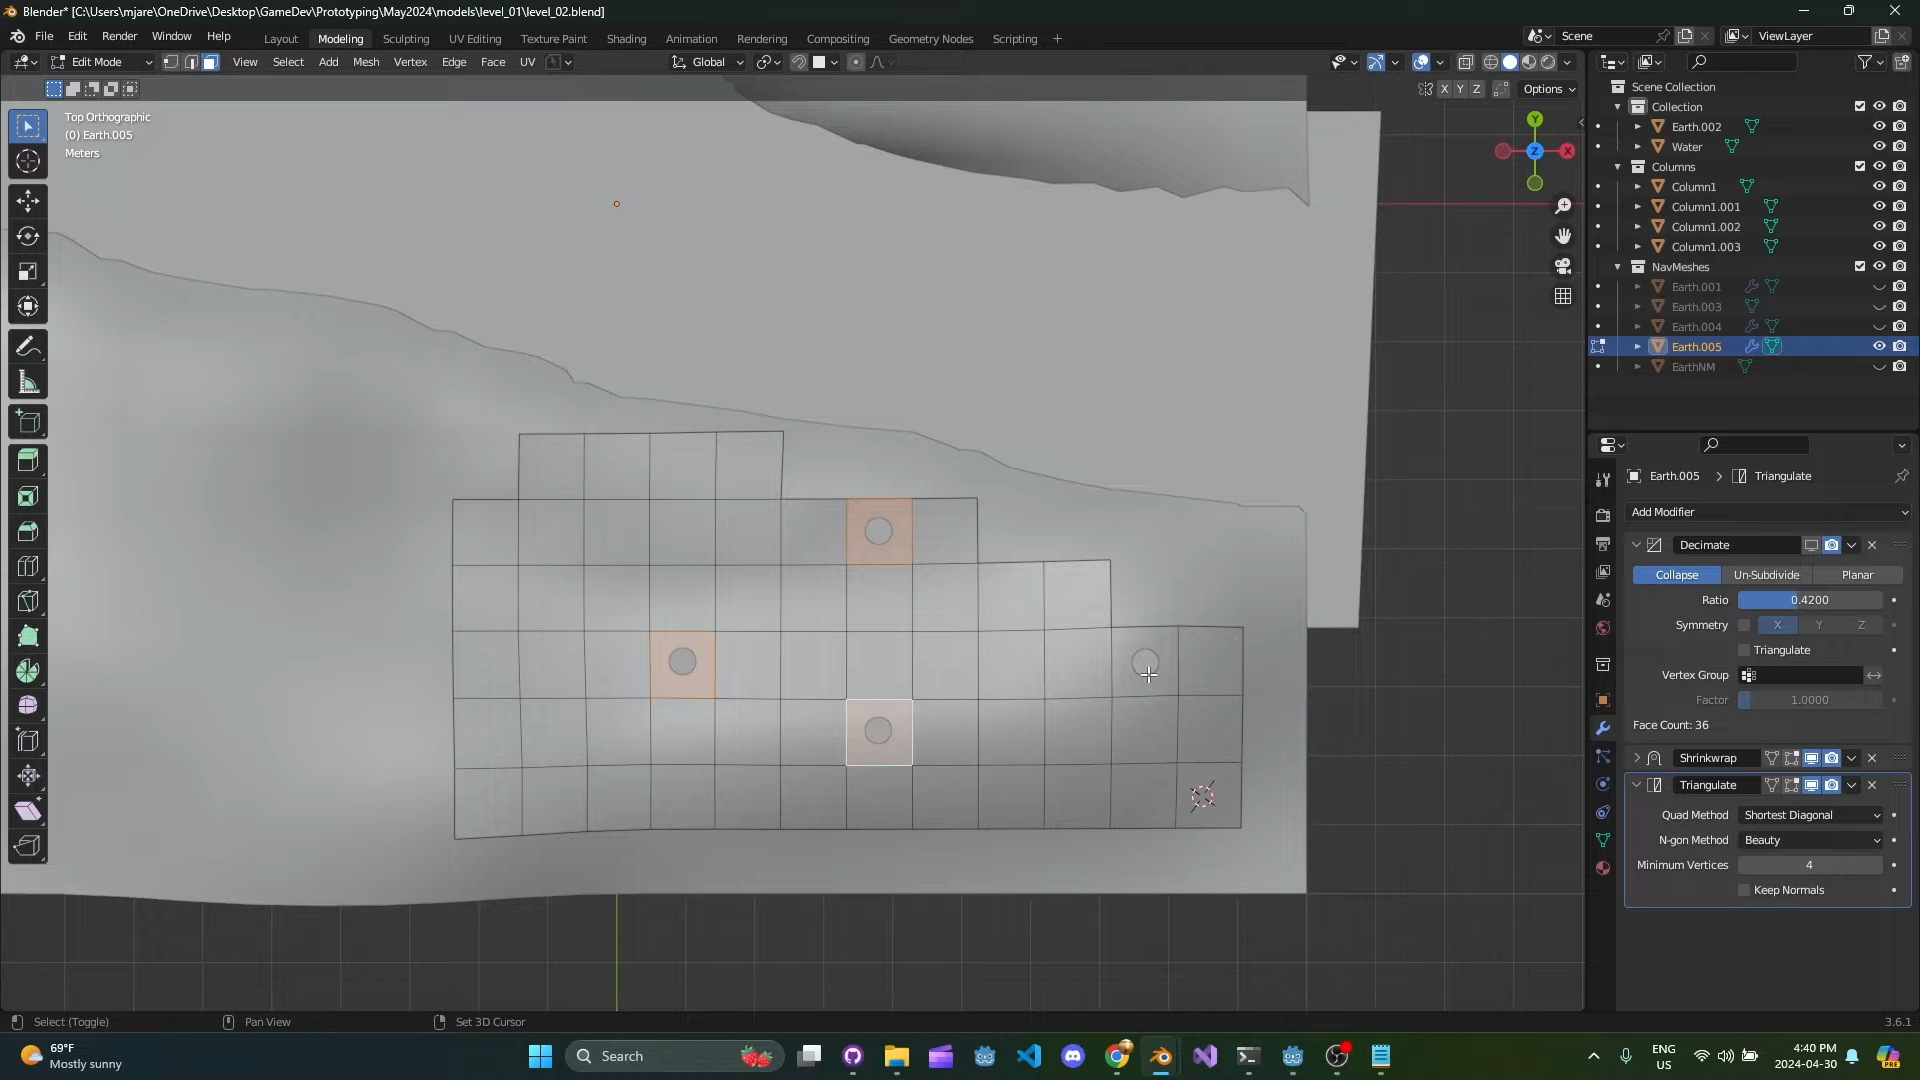 Blender* [C:\Users\mjare\OneDrive\Desktop\GameDev\Prototyping\May2024\models\level_01\level_02.blend]
File Edit Render Window Help
Layout Modeling Sculpting UV Editing Texture Paint Shading Animation Rendering Compositing Geometry Nodes Scripting +
Scene
ViewLayer
Edit Mode
View Select Add Mesh Vertex Edge Face UV
Global
X Y Z
Options
Top Orthographic
(0) Earth.005
Meters
Y
Z
X
Scene Collection
Collection
Earth.002
Water
Columns
Column1
Column1.001
Column1.002
Column1.003
NavMeshes
Earth.001
Earth.003
Earth.004
Earth.005
EarthNM
Earth.005 > Triangulate
Add Modifier
Decimate
Collapse Un-Subdivide Planar
Ratio 0.4200
Symmetry X Y Z
Triangulate
Vertex Group
Factor 1.0000
Face Count: 36
Shrinkwrap
Triangulate
Quad Method Shortest Diagonal
N-gon Method Beauty
Minimum Vertices 4
Keep Normals
Select (Toggle)
Pan View
Set 3D Cursor
3.6.1
69°F
Mostly sunny
Search
ENG
US
4:40 PM
2024-04-30
PRE